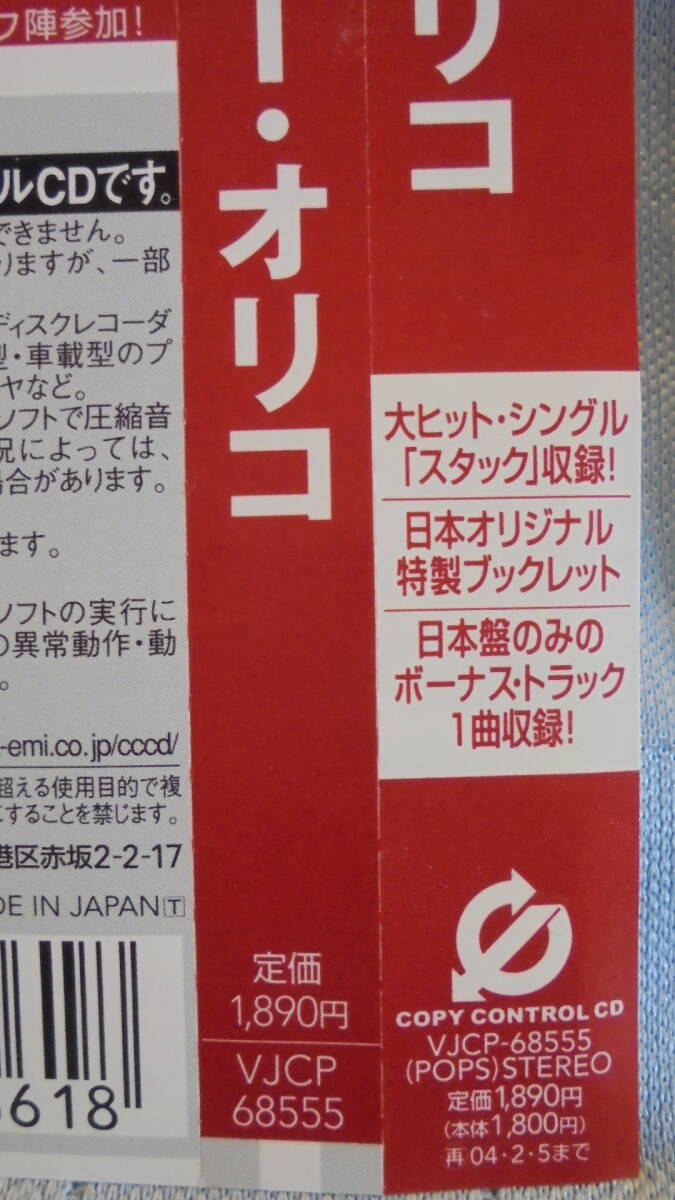 フ陣参加!
ルCDです。
できません。
りますが、一部
ディスクレコーダ
型・車載型のプ
ヤなど。
ソフトで圧縮音
況によっては、
場合があります。
ます。
ソフトの実行に
の異常動作・動
。
-emi.co.jp/cccd/
超える使用目的で複
にすることを禁じます。
港区赤坂2-2-17
DE IN JAPAN T
618
ー・オリコ
定価
1,890円
VJCP
68555
リコ
大ヒット・シングル
「スタック」収録!
日本オリジナル
特製ブックレット
日本盤のみの
ボーナス・トラック
1曲収録!
COPY CONTROL CD
VJCP-68555
(POPS) STEREO
定価1,890円
(本体1,800円)
再04・2・5まで